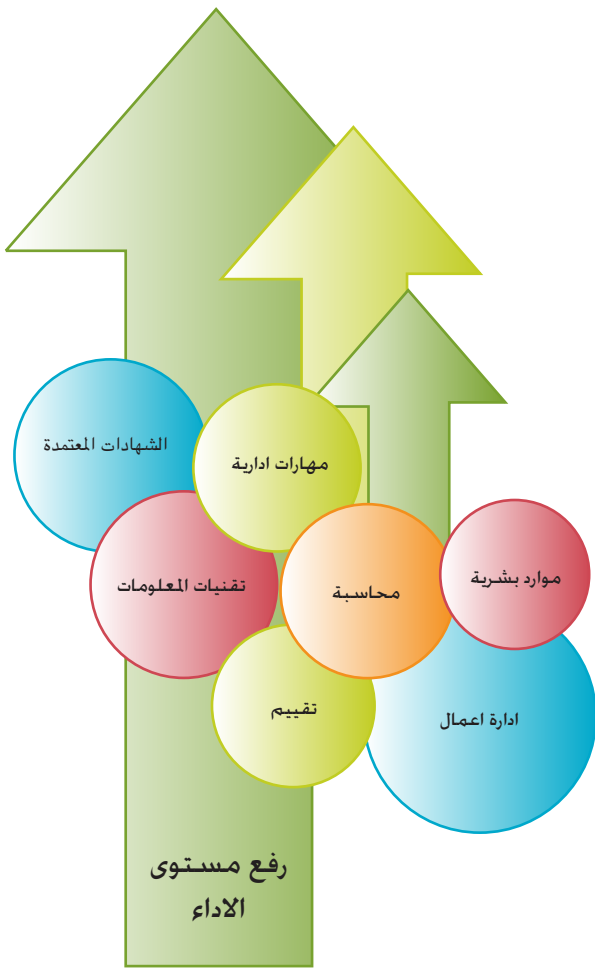 الشهادات المعتمدة
مهارات ادارية
تقنيات المعلومات
محاسبة
موارد بشرية
تقييم
ادارة اعمال
رفع مستوى
الاداء